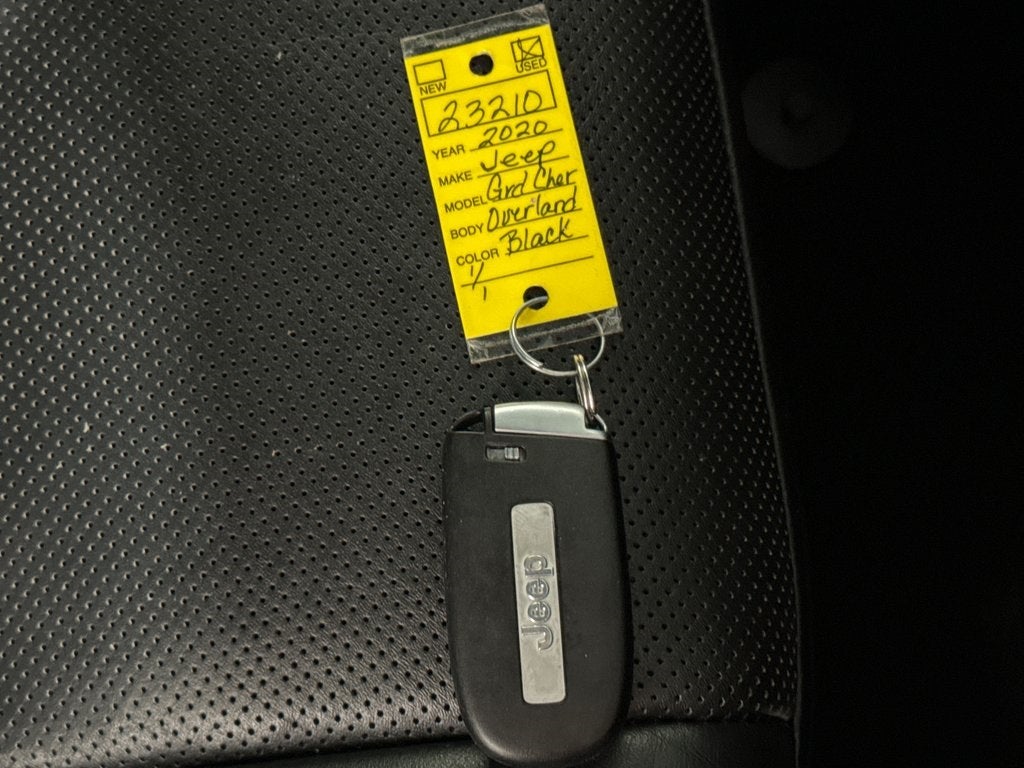 NEW USED
23210
YEAR 2020
MAKE Jeep
MODEL Grd Cher
BODY Overland
COLOR Black
1/1
Jeep